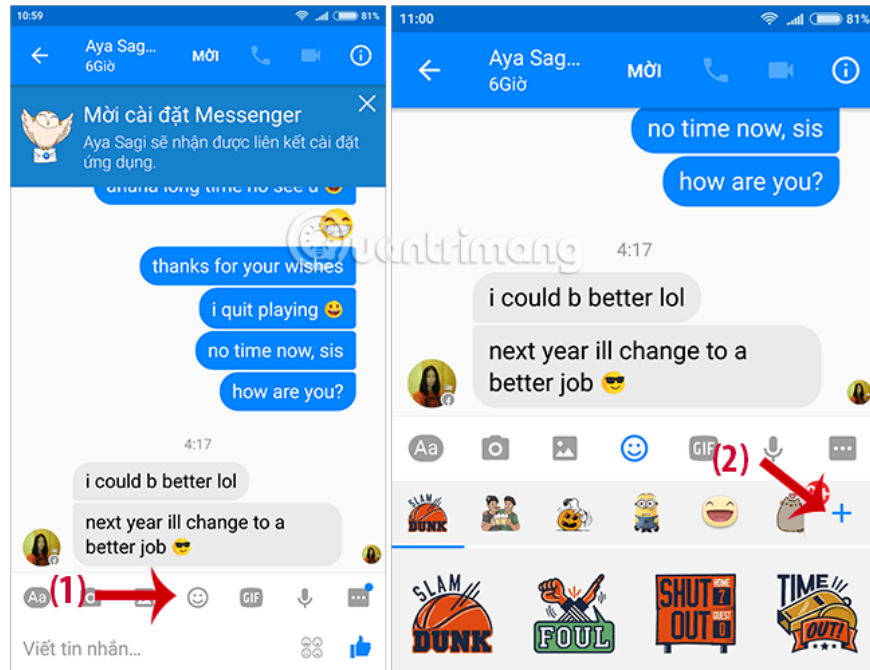 10:59
81%
Aya Sag...
6Giờ
MỜI
Mời cài đặt Messenger
Aya Sagi sẽ nhận được liên kết cài đặt
ứng dụng.
long time no see u
thanks for your wishes
i quit playing
no time now, sis
how are you?
4:17
i could b better lol
next year ill change to a
better job
Aa
(1)
GIF
Viết tin nhắn...
11:00
81%
Aya Sag...
6Giờ
MỜI
no time now, sis
how are you?
Quantrimang
4:17
i could b better lol
next year ill change to a
better job
Aa
GIF
(2)
SLAM
DUNK
SLAM
DUNK
FOUL
SHUT
OUT
HOME
7
GUEST
0
TIME
OUT!